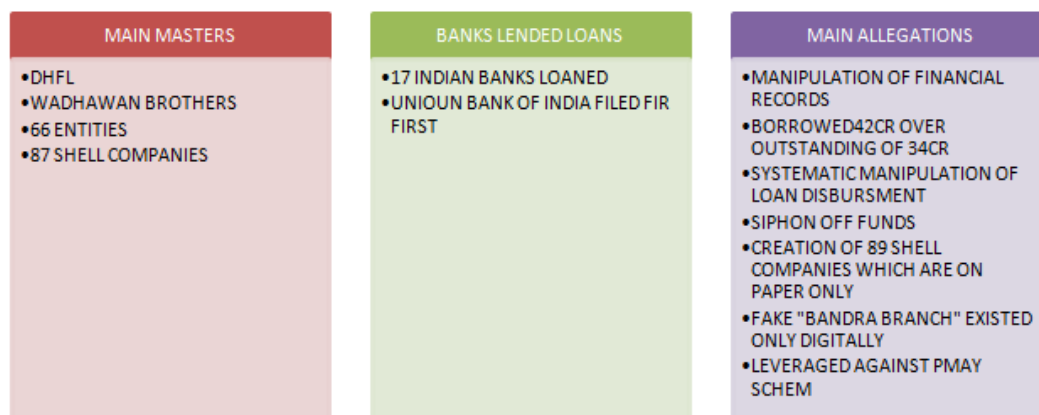 MAIN MASTERS
•DHFL
•WADHAWAN BROTHERS
•66 ENTITIES
•87 SHELL COMPANIES
BANKS LENDED LOANS
•17 INDIAN BANKS LOANED
•UNIOUN BANK OF INDIA FILED FIR
FIRST
MAIN ALLEGATIONS
•MANIPULATION OF FINANCIAL
RECORDS
•BORROWED42CR OVER
OUTSTANDING OF 34CR
•SYSTEMATIC MANIPULATION OF
LOAN DISBURSMENT
•SIPHON OFF FUNDS
•CREATION OF 89 SHELL
COMPANIES WHICH ARE ON
PAPER ONLY
•FAKE "BANDRA BRANCH" EXISTED
ONLY DIGITALLY
•LEVERAGED AGAINST PMAY
SCHEM